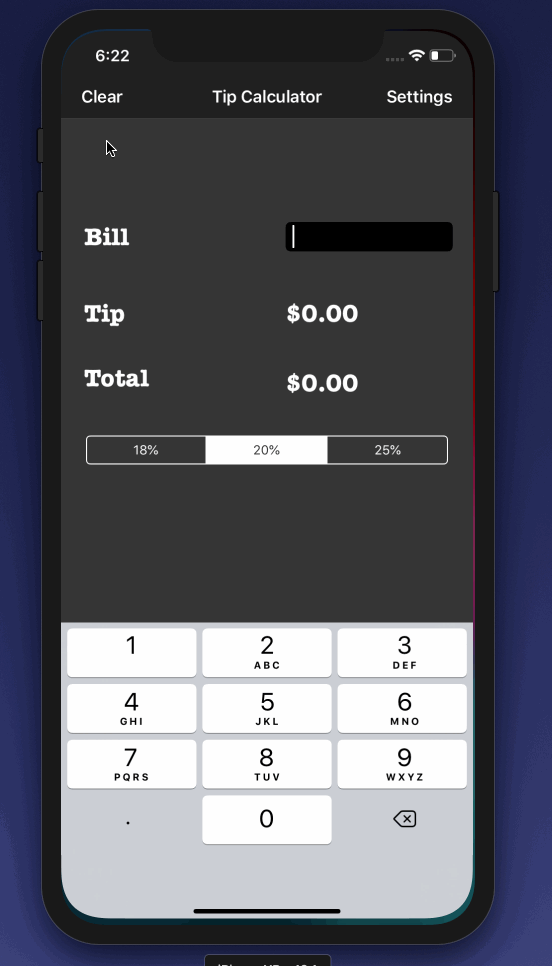 6:22
Clear Tip Calculator Settings
Bill
Tip $0.00
Total $0.00
18% 20% 25%
1 2 3
ABC DEF
4 5 6
GHI JKL MNO
7 8 9
PQRS TUV WXYZ
. 0